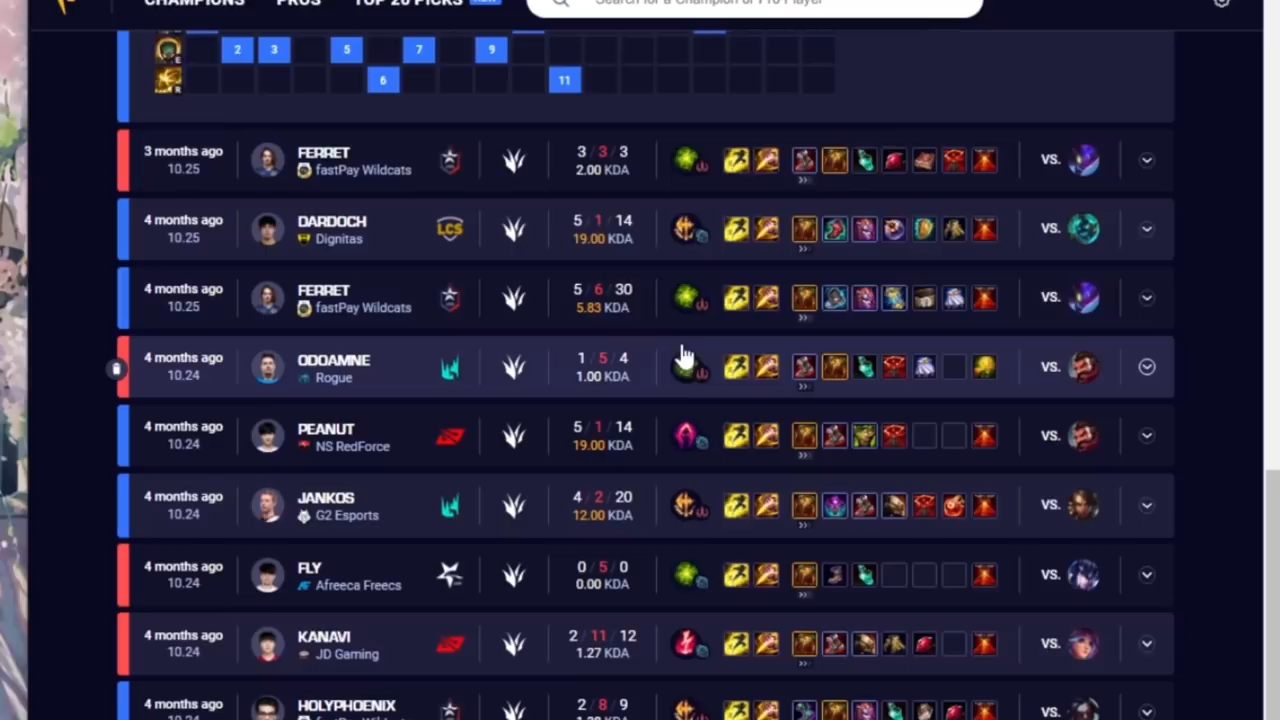 CHAMPIONS PROS TOP 20 PICKS NEW Search for a Champion or Pro Player
2 3 5 7 9 E
6 11 R
3 months ago FERRET 3 / 3 / 3
10.25 fastPay Wildcats 2.00 KDA VS.
4 months ago DARDOCH LCS 5 / 1 / 14
10.25 Dignitas 19.00 KDA VS.
4 months ago FERRET 5 / 6 / 30
10.25 fastPay Wildcats 5.83 KDA VS.
4 months ago ODOAMNE 1 / 5 / 4
10.24 Rogue 1.00 KDA VS.
4 months ago PEANUT 5 / 1 / 14
10.24 NS RedForce 19.00 KDA VS.
4 months ago JANKOS 4 / 2 / 20
10.24 G2 Esports 12.00 KDA VS.
4 months ago FLY 0 / 5 / 0
10.24 Afreeca Freecs 0.00 KDA VS.
4 months ago KANAVI 2 / 11 / 12
10.24 JD Gaming 1.27 KDA VS.
4 months ago HOLYPHOENIX 2 / 8 / 9
VS.